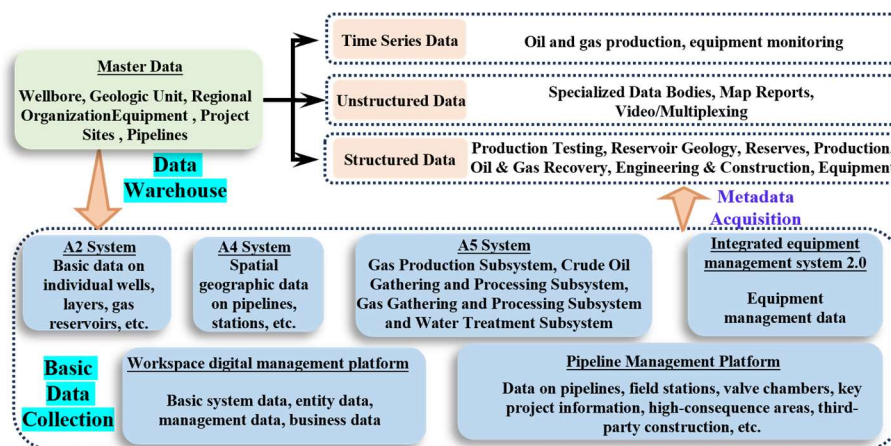 Master Data
Wellbore, Geologic Unit, Regional
OrganizationEquipment , Project
Sites , Pipelines
Time Series Data
Oil and gas production, equipment monitoring
Unstructured Data
Specialized Data Bodies, Map Reports,
Video/Multiplexing
Structured Data
Production Testing, Reservoir Geology, Reserves, Production,
Oil & Gas Recovery, Engineering & Construction, Equipment
Data
Warehouse
Metadata
Acquisition
A2 System
Basic data on
individual wells,
layers, gas
reservoirs, etc.
A4 System
Spatial
geographic data
on pipelines,
stations, etc.
A5 System
Gas Production Subsystem, Crude Oil
Gathering and Processing Subsystem,
Gas Gathering and Processing Subsystem
and Water Treatment Subsystem
Integrated equipment
management system 2.0
Equipment
management data
Basic
Data
Collection
Workspace digital management platform
Basic system data, entity data,
management data, business data
Pipeline Management Platform
Data on pipelines, field stations, valve chambers, key
project information, high-consequence areas, third-
party construction, etc.